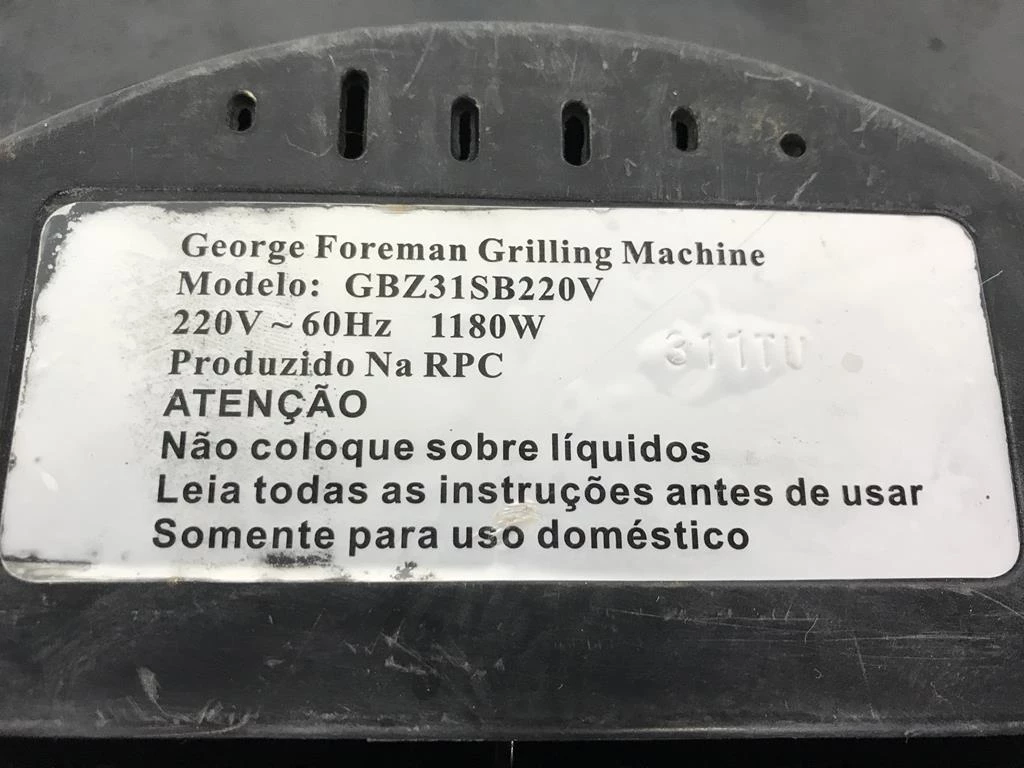 George Foreman Grilling Machine
Modelo: GBZ31SB220V
220V ~ 60Hz 1180W
311TU
Produzido Na RPC
ATENÇÃO
Não coloque sobre líquidos
Leia todas as instruções antes de usar
Somente para uso doméstico